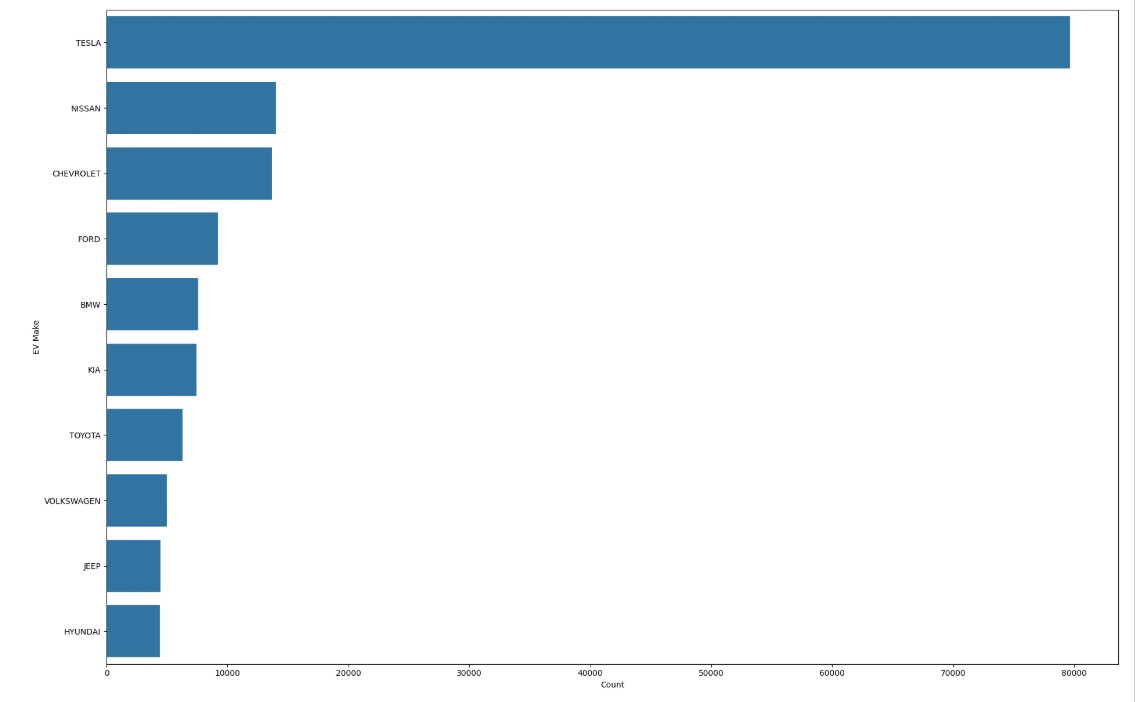 TESLA
NISSAN
CHEVROLET
FORD
BMW
EV Make
KIA
TOYOTA
VOLKSWAGEN
JEEP
HYUNDAI
0 10000 20000 30000 40000 50000 60000 70000 80000
Count